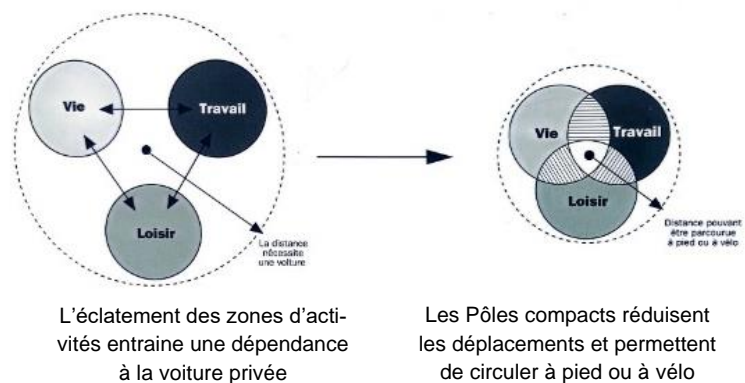 Vie
Travail
Loisir
La distance
nécessite
une voiture
Vie
Travail
Loisir
Distance pouvant
être parcourue
à pied ou à vélo
L'éclatement des zones d'acti-
vités entraine une dépendance
à la voiture privée
Les Pôles compacts réduisent
les déplacements et permettent
de circuler à pied ou à vélo